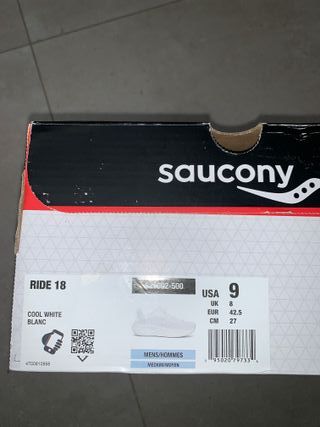 saucony
RIDE 18
COOL WHITE
BLANC
USA 9
UK 8
EUR 42.5
CM 27
MENS/HOMMES
MEDIUM/MOYEN